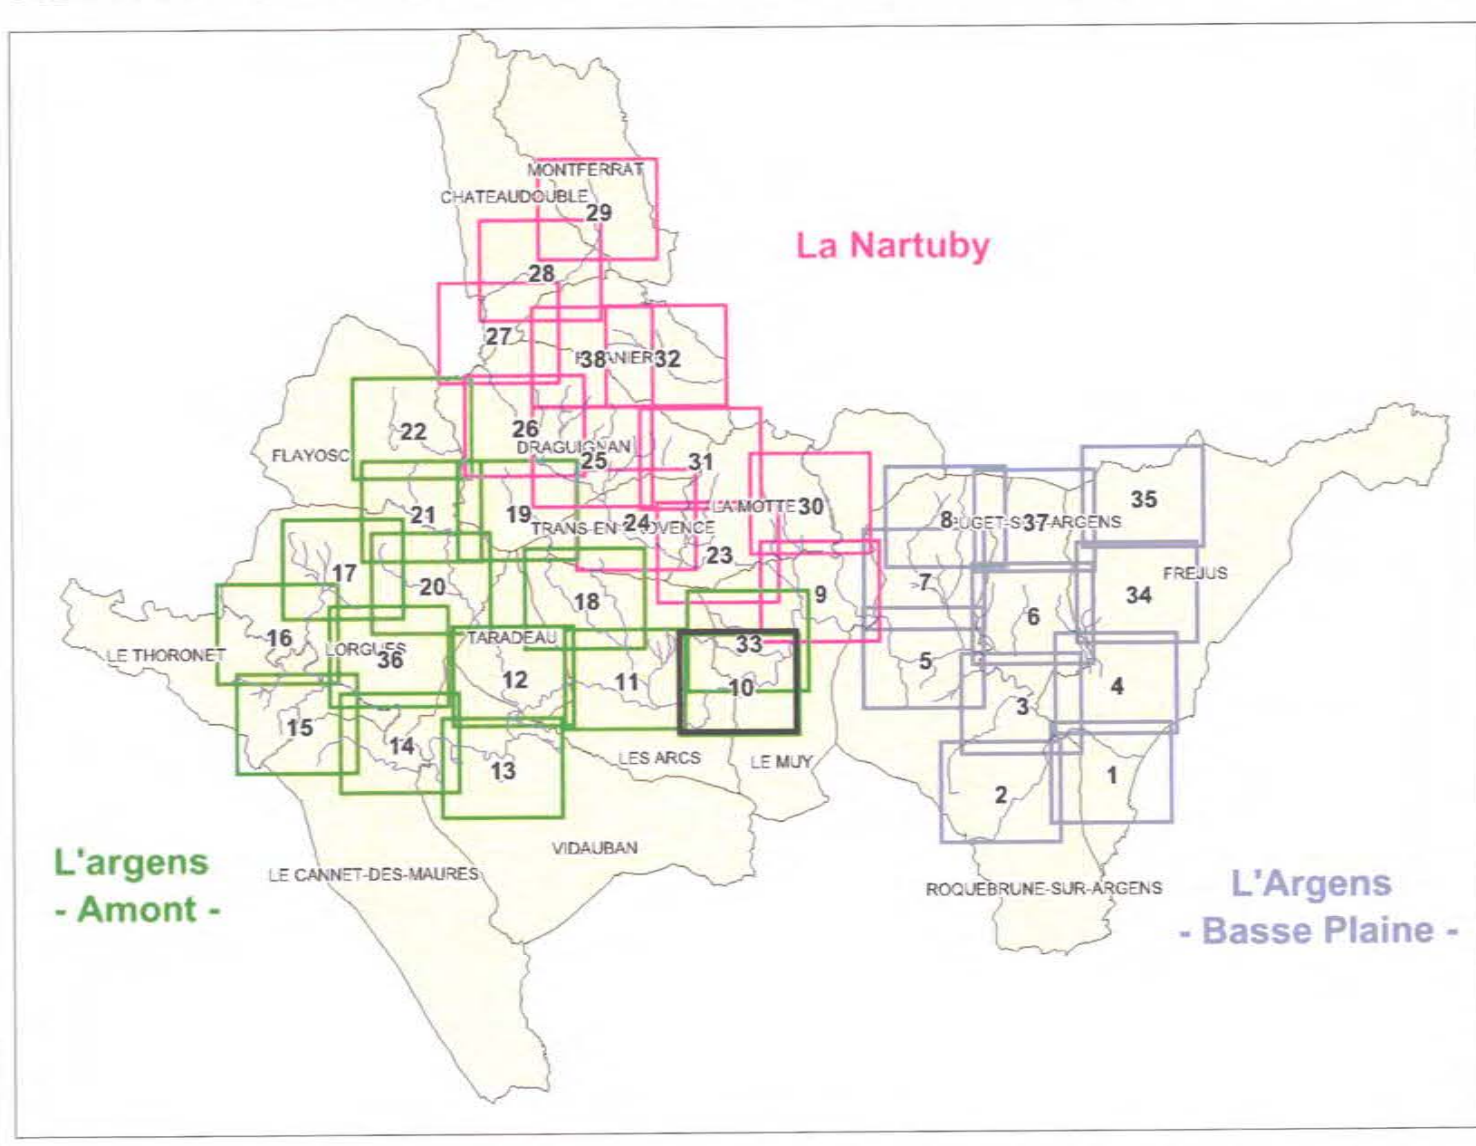 MONTFERRAT
CHATEAUDOUBLE
29
La Nartuby
28
27
38
32
22
26
DRAGUIGNAN
FLAYOSC
25
31
35
21
19
TRANS-EN
24
LA MOTTE
30
8
37
ARGENS
23
17
20
18
9
7
34
FREJUS
6
16
LORGUES
36
TARADEAU
33
LE THORONET
12
11
10
5
4
3
15
14
13
LES ARCS
LE MUY
1
2
VIDAUBAN
L'argens
- Amont -
LE CANNET-DES-MAURES
ROQUEBRUNE-SUR-ARGENS
L'Argens
- Basse Plaine -